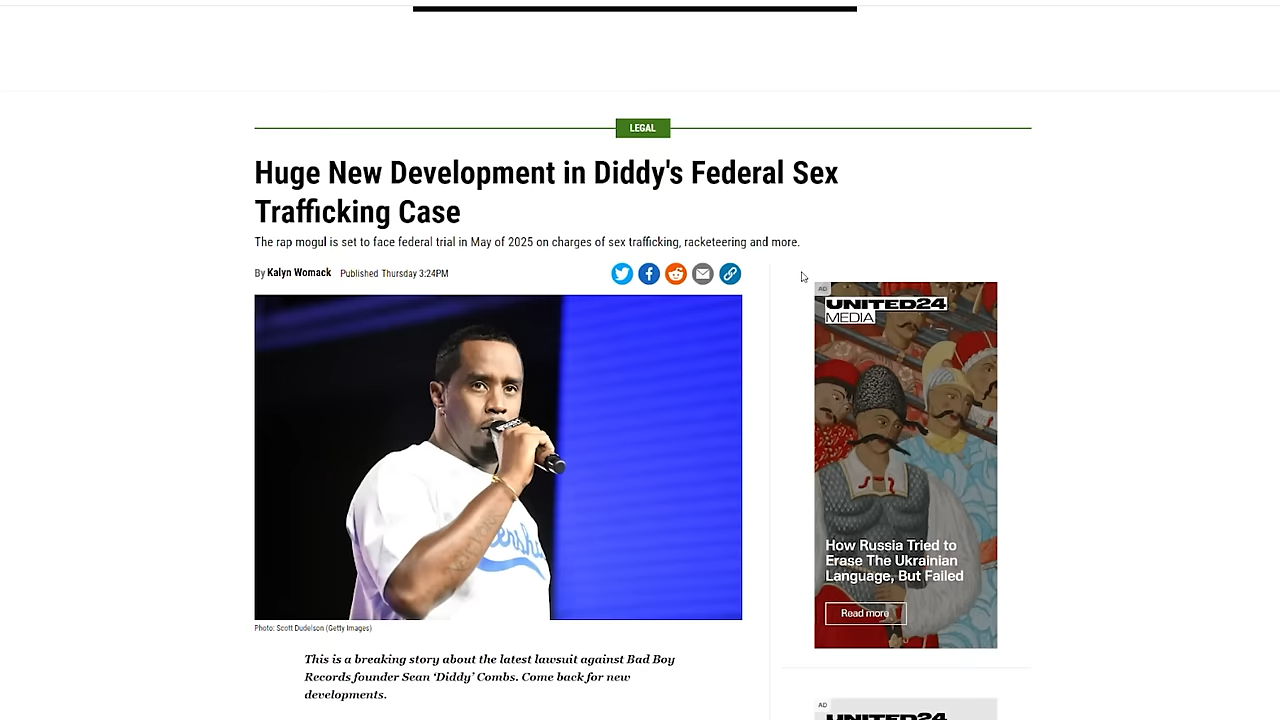 LEGAL
Huge New Development in Diddy's Federal Sex
Trafficking Case
The rap mogul is set to face federal trial in May of 2025 on charges of sex trafficking, racketeering and more.
By Kalyn Womack Published Thursday 3:24PM
Photo: Scott Dudelson (Getty Images)
This is a breaking story about the latest lawsuit against Bad Boy
Records founder Sean ‘Diddy’ Combs. Come back for new
developments.
AD
UNITED24
MEDIA
How Russia Tried to
Erase The Ukrainian
Language, But Failed
Read more
AD
UNITED24